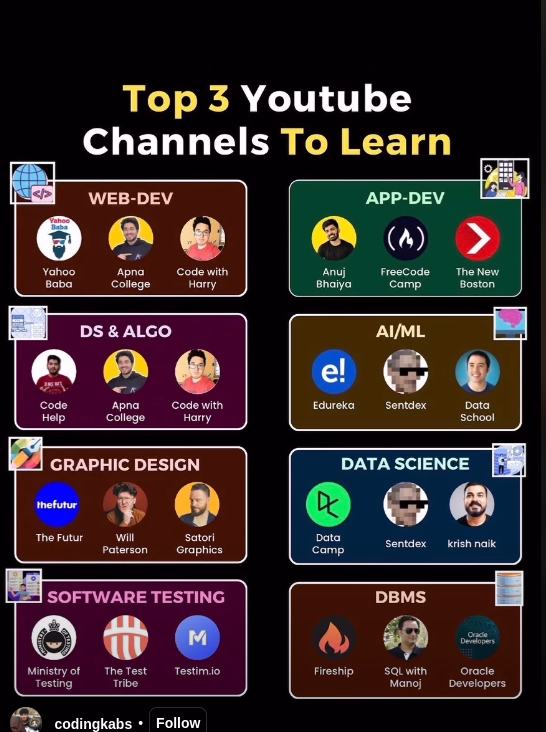 Top 3 Youtube
Channels To Learn
WEB-DEV
Yahoo
Baba
Yahoo
Baba
Apna
College
Code with
Harry
APP-DEV
Anuj
Bhaiya
FreeCode
Camp
The New
Boston
DS & ALGO
Code
Help
Apna
College
Code with
Harry
AI/ML
e!
Edureka
Sentdex
Data
School
GRAPHIC DESIGN
thefutur
The Futur
Will
Paterson
Satori
Graphics
DATA SCIENCE
Data
Camp
Sentdex
krish naik
SOFTWARE TESTING
Ministry of
Testing
The Test
Tribe
M
Testim.io
DBMS
Fireship
SQL with
Manoj
Oracle
Developers
Oracle
Developers
codingkabs • Follow